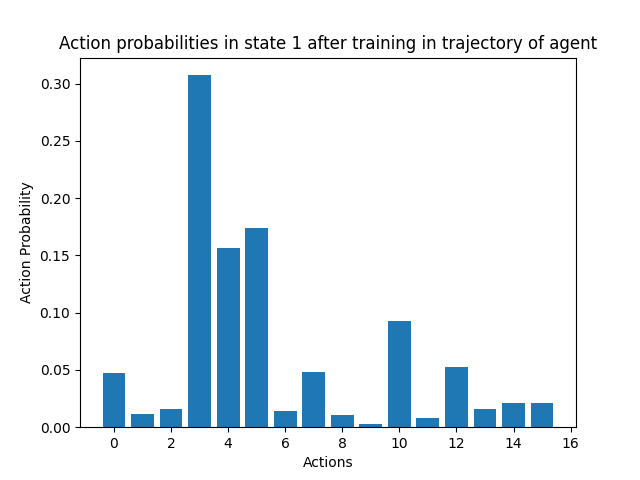 Action probabilities in state 1 after training in trajectory of agent
0.30
0.25
0.20
0.15
0.10
0.05
0.00
Action Probability
0 2 4 6 8 10 12 14 16
Actions